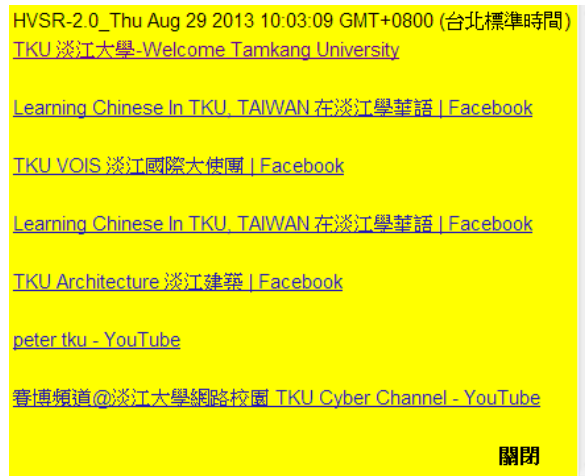 HVSR-2.0_Thu Aug 29 2013 10:03:09 GMT+0800 (台北標準時間)
TKU 淡江大學-Welcome Tamkang University
Learning Chinese In TKU, TAIWAN 在淡江學華語 | Facebook
TKU VOIS 淡江國際大使團 | Facebook
Learning Chinese In TKU, TAIWAN 在淡江學華語 | Facebook
TKU Architecture 淡江建築 | Facebook
peter tku - YouTube
賽博頻道@淡江大學網路校園 TKU Cyber Channel - YouTube
關閉